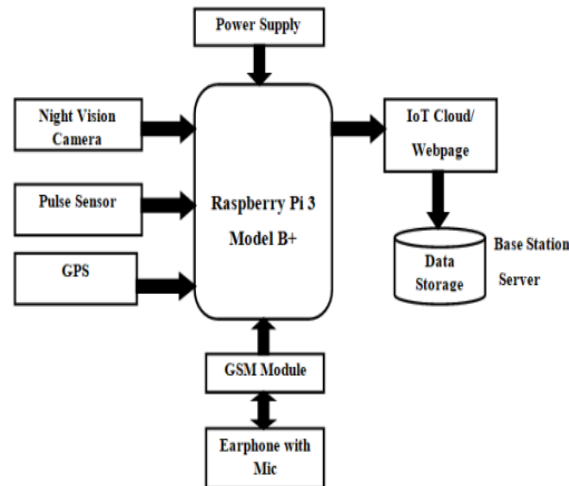 Power Supply
Night Vision
Camera
IoT Cloud/
Webpage
Pulse Sensor
Raspberry Pi 3
Model B+
GPS
Data
Storage
Base Station
Server
GSM Module
Earphone with
Mic